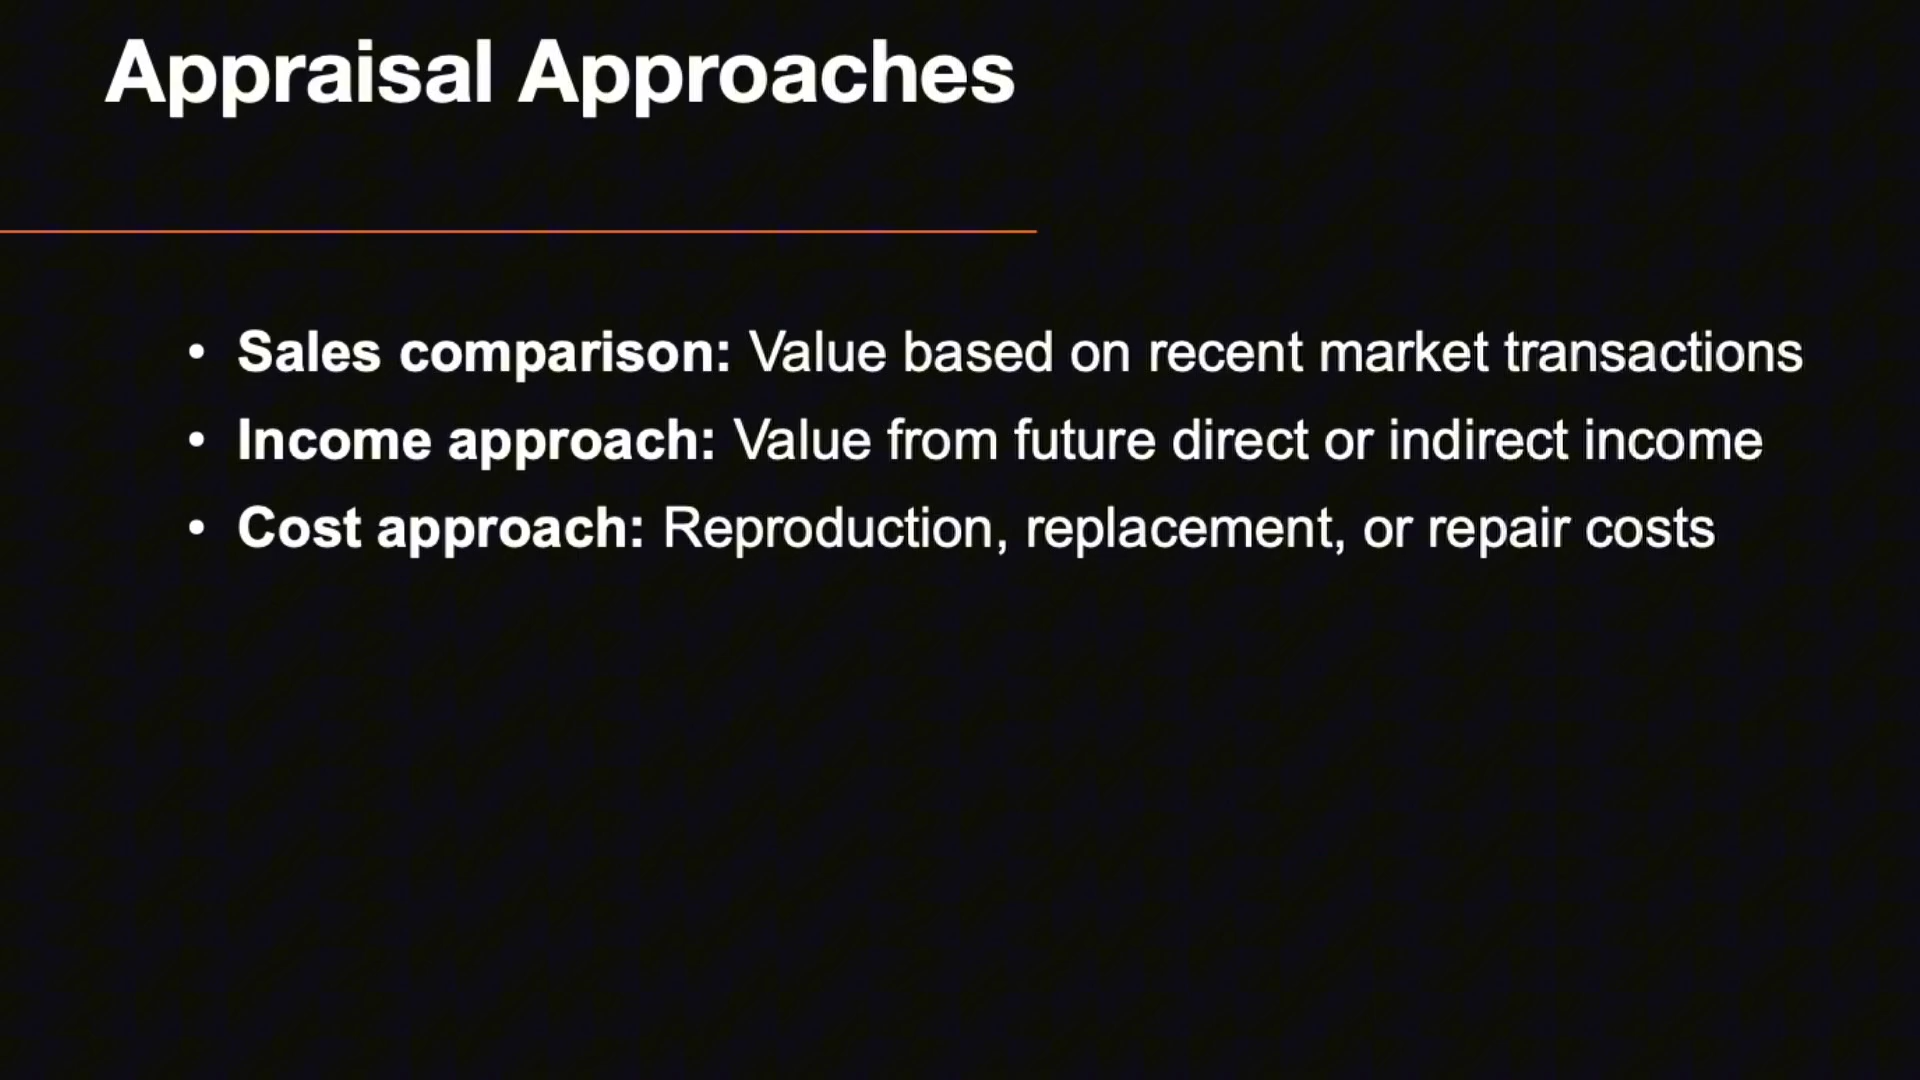 Appraisal Approaches
• Sales comparison: Value based on recent market transactions
• Income approach: Value from future direct or indirect income
• Cost approach: Reproduction, replacement, or repair costs